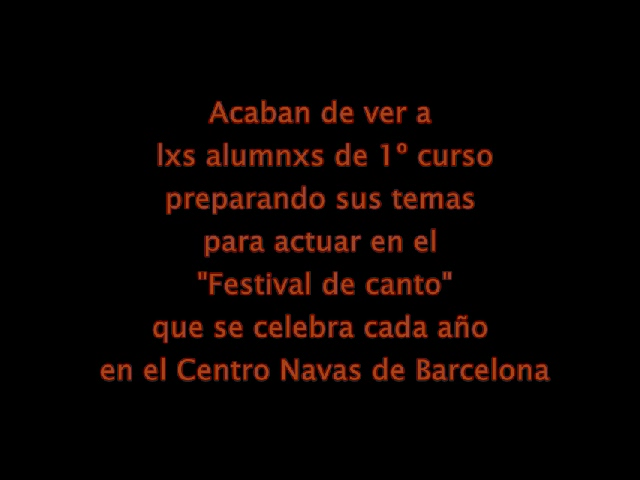 Acaban de ver a
lxs alumnxs de 1º curso
preparando sus temas
para actuar en el
"Festival de canto"
que se celebra cada año
en el Centro Navas de Barcelona